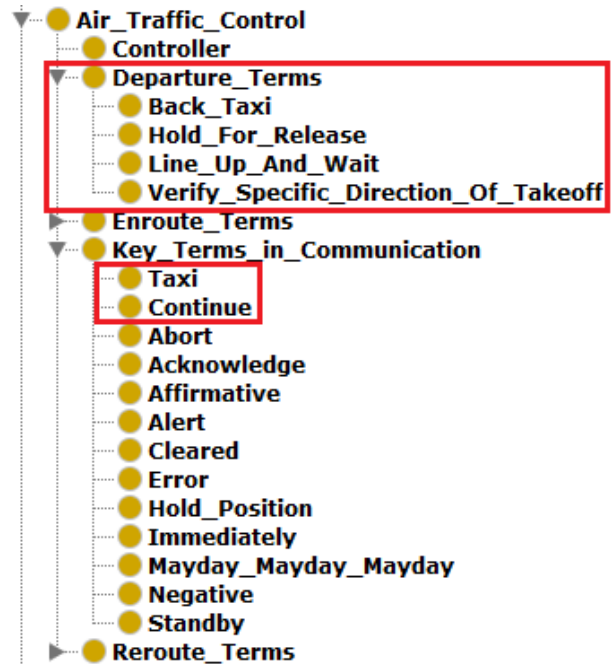 Air_Traffic_Control
Controller
Departure_Terms
Back_Taxi
Hold_For_Release
Line_Up_And_Wait
Verify_Specific_Direction_Of_Takeoff
Enroute_Terms
Key_Terms_in_Communication
Taxi
Continue
Abort
Acknowledge
Affirmative
Alert
Cleared
Error
Hold_Position
Immediately
Mayday_Mayday_Mayday
Negative
Standby
Reroute_Terms